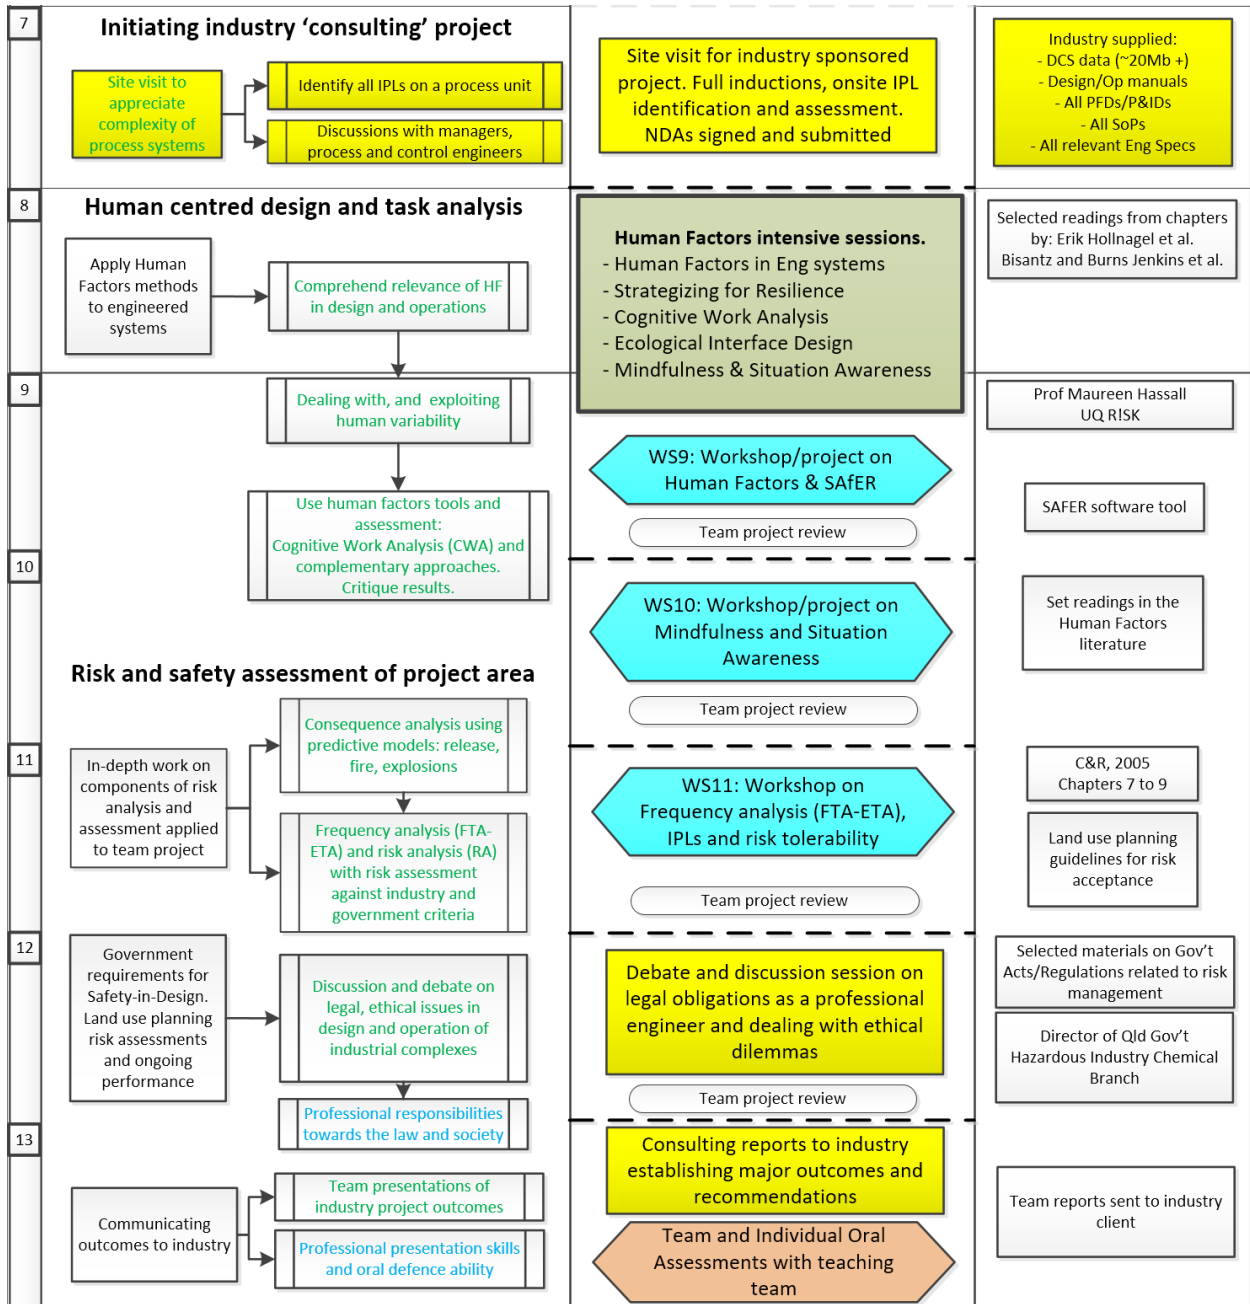 7
Initiating industry ‘consulting’ project
Site visit to
appreciate
complexity of
process systems
Identify all IPLs on a process unit
Discussions with managers,
process and control engineers
Site visit for industry sponsored
project. Full inductions, onsite IPL
identification and assessment.
NDAs signed and submitted
Industry supplied:
- DCS data (~20Mb +)
- Design/Op manuals
- All PFDs/P&IDs
- All SoPs
- All relevant Eng Specs
8
Human centred design and task analysis
Apply Human
Factors methods
to engineered
systems
Comprehend relevance of HF
in design and operations
Human Factors intensive sessions.
- Human Factors in Eng systems
- Strategizing for Resilience
- Cognitive Work Analysis
- Ecological Interface Design
- Mindfulness & Situation Awareness
Selected readings from chapters
by: Erik Hollnagel et al.
Bisantz and Burns Jenkins et al.
9
Dealing with, and  exploiting
human variability
Use human factors tools and
assessment:
Cognitive Work Analysis (CWA) and
complementary approaches.
Critique results.
WS9: Workshop/project on
Human Factors & SAfER
Team project review
Prof Maureen Hassall
UQ R!SK
SAFER software tool
10
WS10: Workshop/project on
Mindfulness and Situation
Awareness
Team project review
Set readings in the
Human Factors
literature
Risk and safety assessment of project area
Consequence analysis using
predictive models: release,
fire, explosions
11
In-depth work on
components of risk
analysis and
assessment applied
to team project
Frequency analysis (FTA-
ETA) and risk analysis (RA)
with risk assessment
against industry and
government criteria
WS11: Workshop on
Frequency analysis (FTA-ETA),
IPLs and risk tolerability
Team project review
C&R, 2005
Chapters 7 to 9
Land use planning
guidelines for risk
acceptance
12
Government
requirements for
Safety-in-Design.
Land use planning
risk assessments
and ongoing
performance
Discussion and debate on
legal, ethical issues in
design and operation of
industrial complexes
Professional responsibilities
towards the law and society
Debate and discussion session on
legal obligations as a professional
engineer and dealing with ethical
dilemmas
Team project review
Selected materials on Gov’t
Acts/Regulations related to risk
management
Director of Qld Gov’t
Hazardous Industry Chemical
Branch
13
Communicating
outcomes to industry
Team presentations of
industry project outcomes
Professional presentation skills
and oral defence ability
Consulting reports to industry
establishing major outcomes and
recommendations
Team and Individual Oral
Assessments with teaching
team
Team reports sent to industry
client